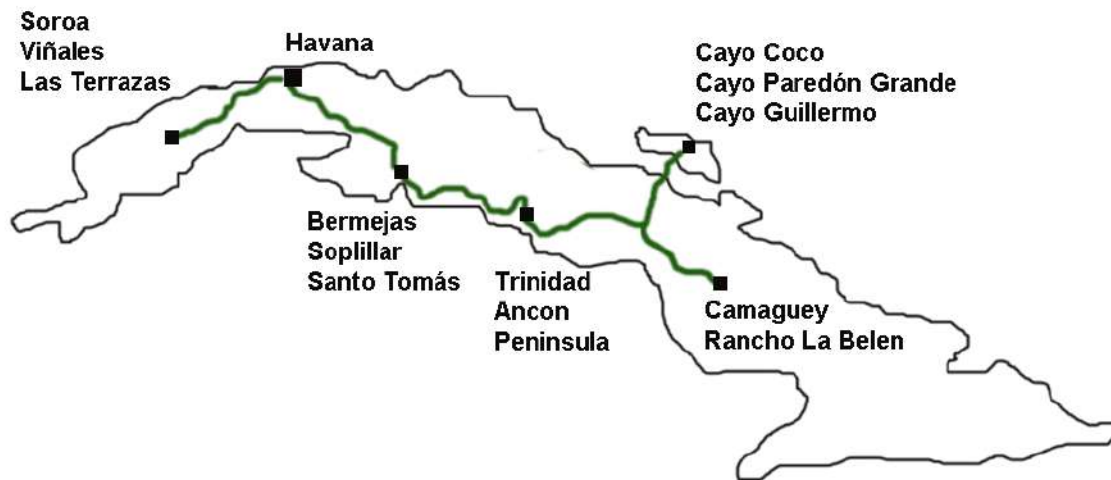 Soroa
Viñales
Las Terrazas
Havana
Cayo Coco
Cayo Paredón Grande
Cayo Guillermo
Bermejas
Soplillar
Santo Tomás
Trinidad
Ancon
Peninsula
Camaguey
Rancho La Belen